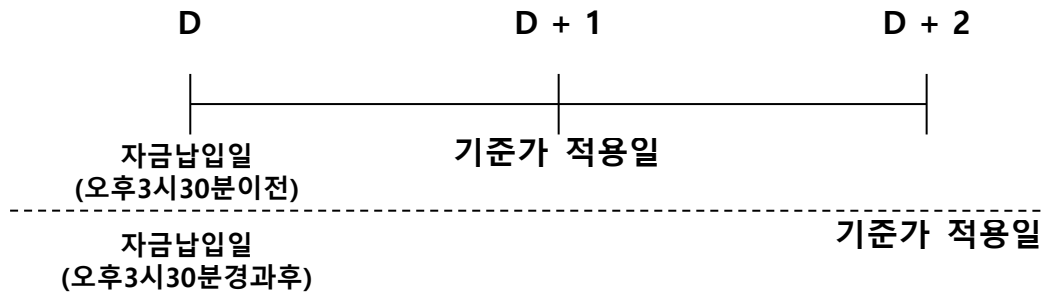 D D + 1 D + 2
자금납입일 기준가 적용일
(오후3시30분이전)
기준가 적용일
자금납입일
(오후3시30분경과후)